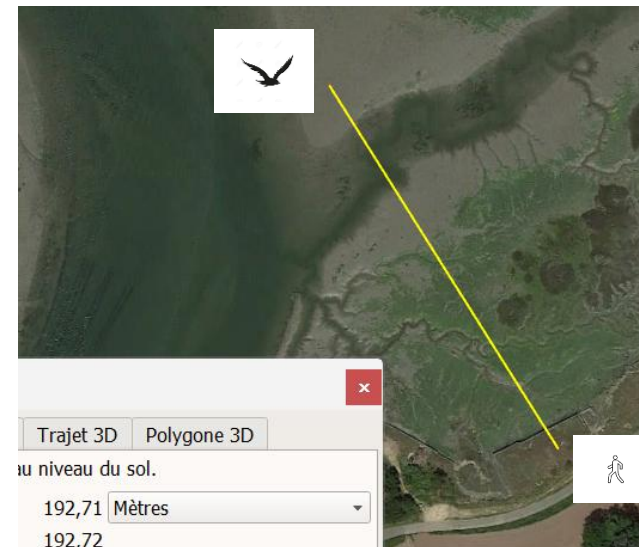 x
Trajet 3D Polygone 3D
au niveau du sol.
192,71 Mètres
192,72